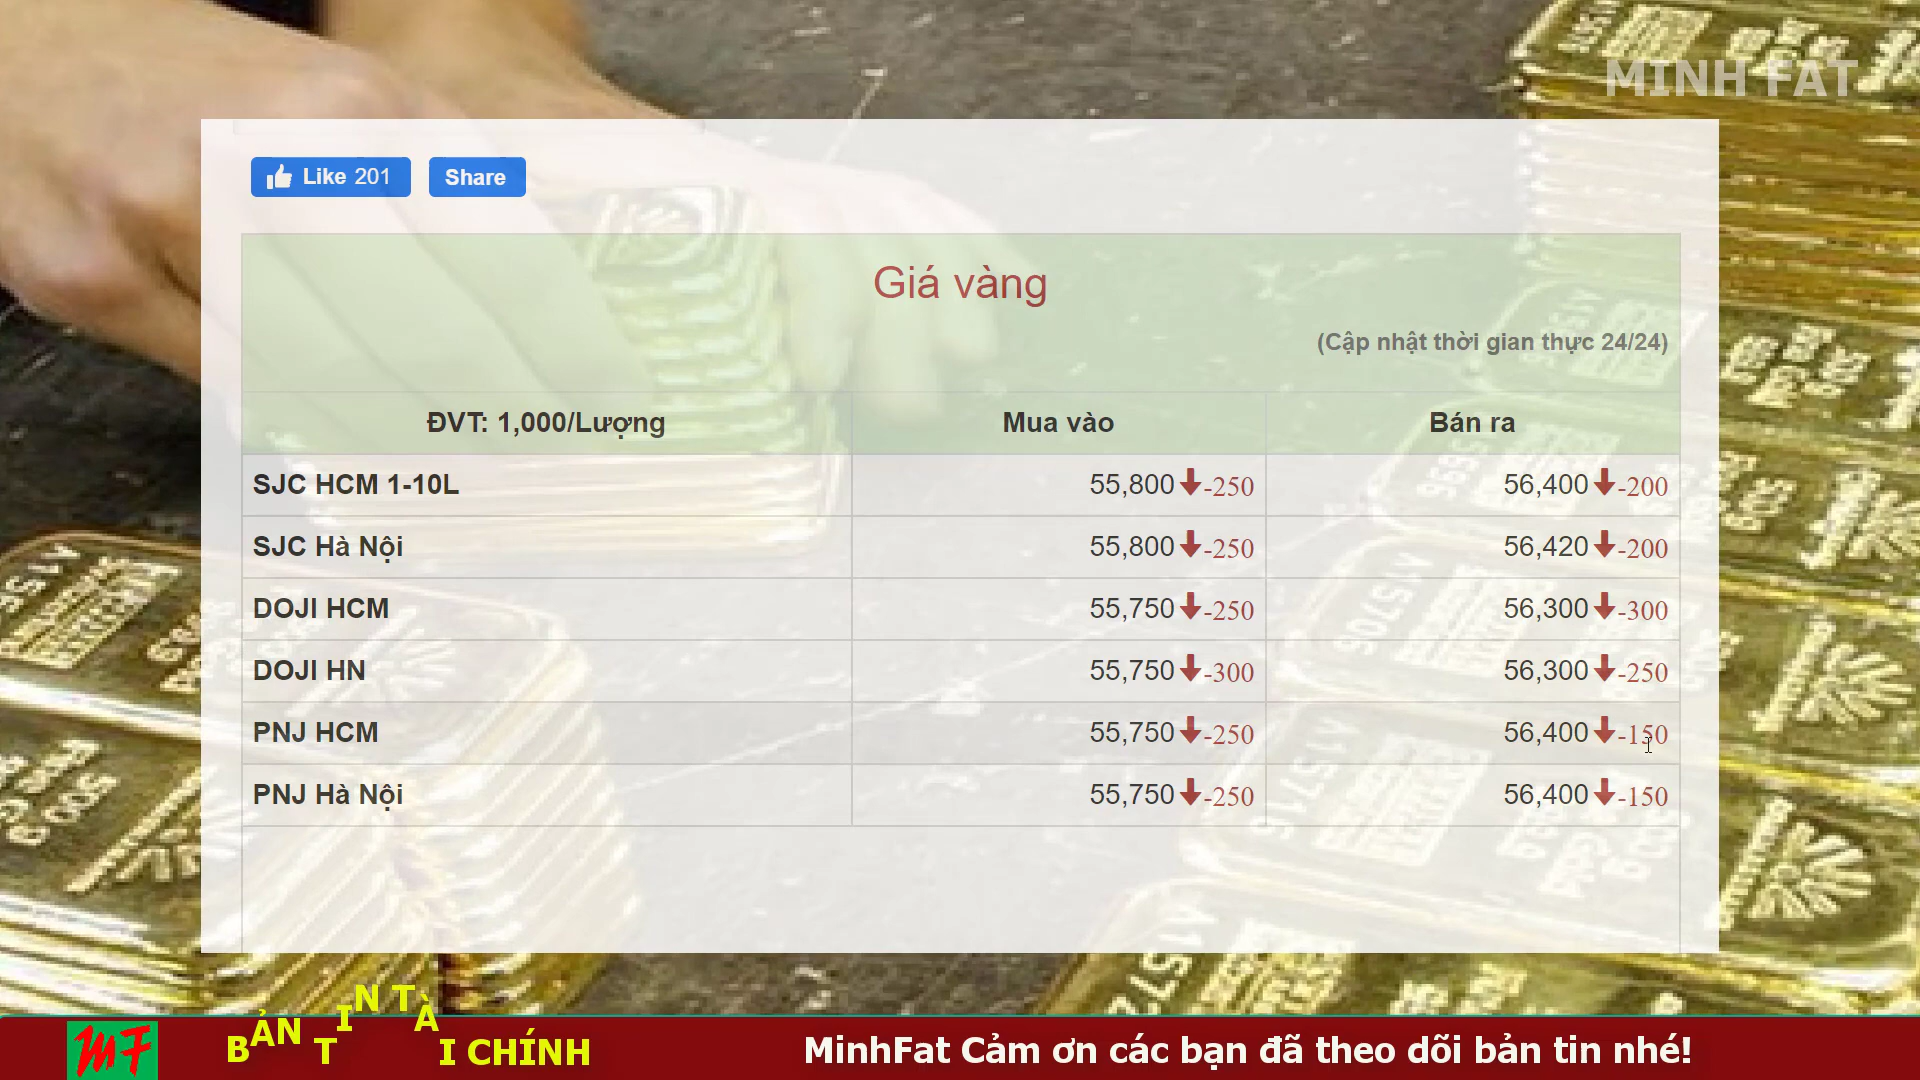 MINH FAT
Like 201 Share
Giá vàng
(Cập nhật thời gian thực 24/24)
ĐVT: 1,000/Lượng Mua vào Bán ra
SJC HCM 1-10L 55,800 -250 56,400 -200
SJC Hà Nội 55,800 -250 56,420 -200
DOJI HCM 55,750 -250 56,300 -300
DOJI HN 55,750 -300 56,300 -250
PNJ HCM 55,750 -250 56,400 -150
PNJ Hà Nội 55,750 -250 56,400 -150
MF BẢN TIN TÀI CHÍNH MinhFat Cảm ơn các bạn đã theo dõi bản tin nhé!